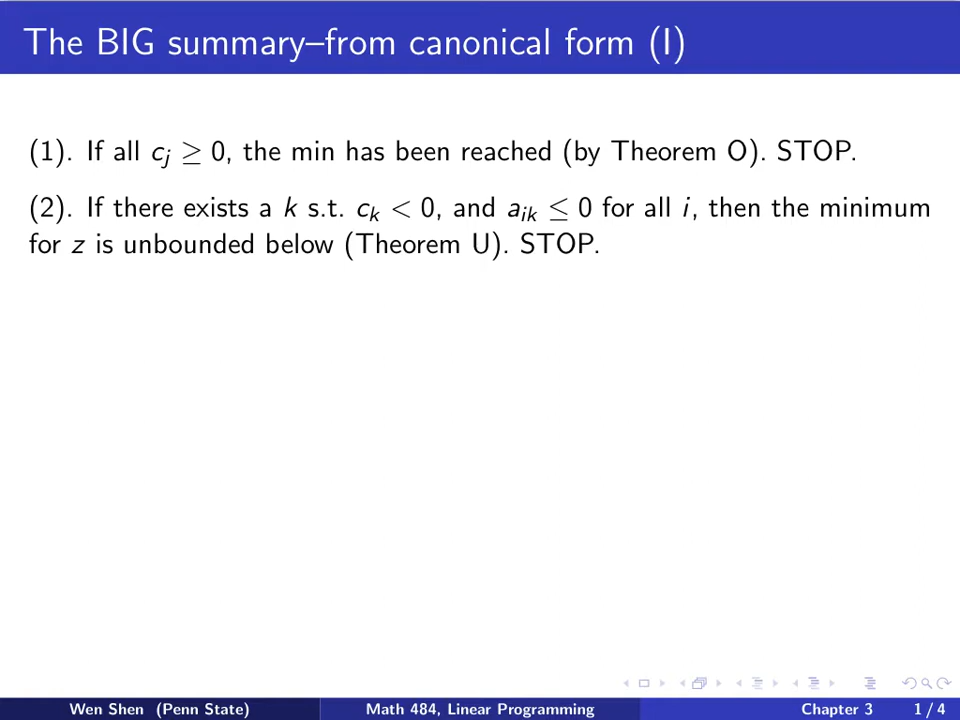 The BIG summary–from canonical form (I)
(1). If all c_j ≥ 0, the min has been reached (by Theorem O). STOP.
(2). If there exists a k s.t. c_k < 0, and a_ik ≤ 0 for all i, then the minimum
for z is unbounded below (Theorem U). STOP.
Wen Shen (Penn State) Math 484, Linear Programming Chapter 3 1 / 4